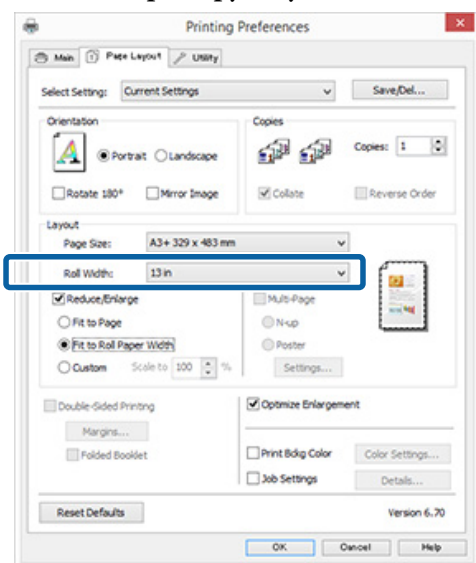 Printing Preferences
Main Page Layout Utility
Select Setting: Current Settings Save/Del...
Orientation Copies
Portrait Landscape Copies: 1
Rotate 180° Mirror Image Collate Reverse Order
Layout
Page Size: A3+ 329 x 483 mm
Roll Width: 13 in
Reduce/Enlarge Multi-Page
Fit to Page N-up
Fit to Roll Paper Width Poster
Custom Scale to 100 % Settings...
Double-Sided Printing Optimize Enlargement
Margins...
Folded Booklet Print Bckg Color Color Settings...
Job Settings Details...
Reset Defaults Version 6.70
OK Cancel Help